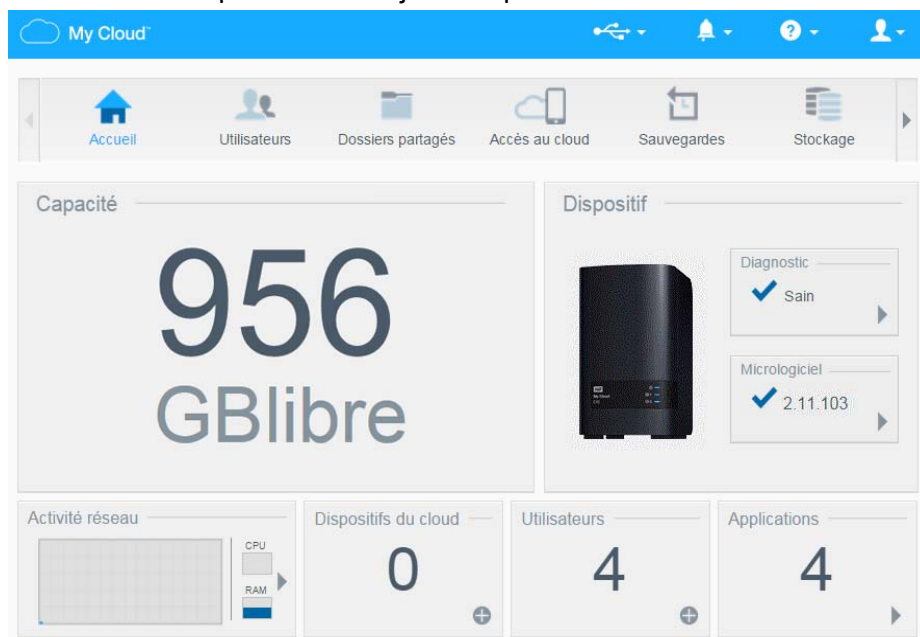 My Cloud™
Accueil
Utilisateurs
Dossiers partagés
Accès au cloud
Sauvegardes
Stockage
Capacité
956
GBlibre
Dispositif
Diagnostic
Sain
Micrologiciel
2.11.103
Activité réseau
CPU
RAM
Dispositifs du cloud
0
Utilisateurs
4
Applications
4